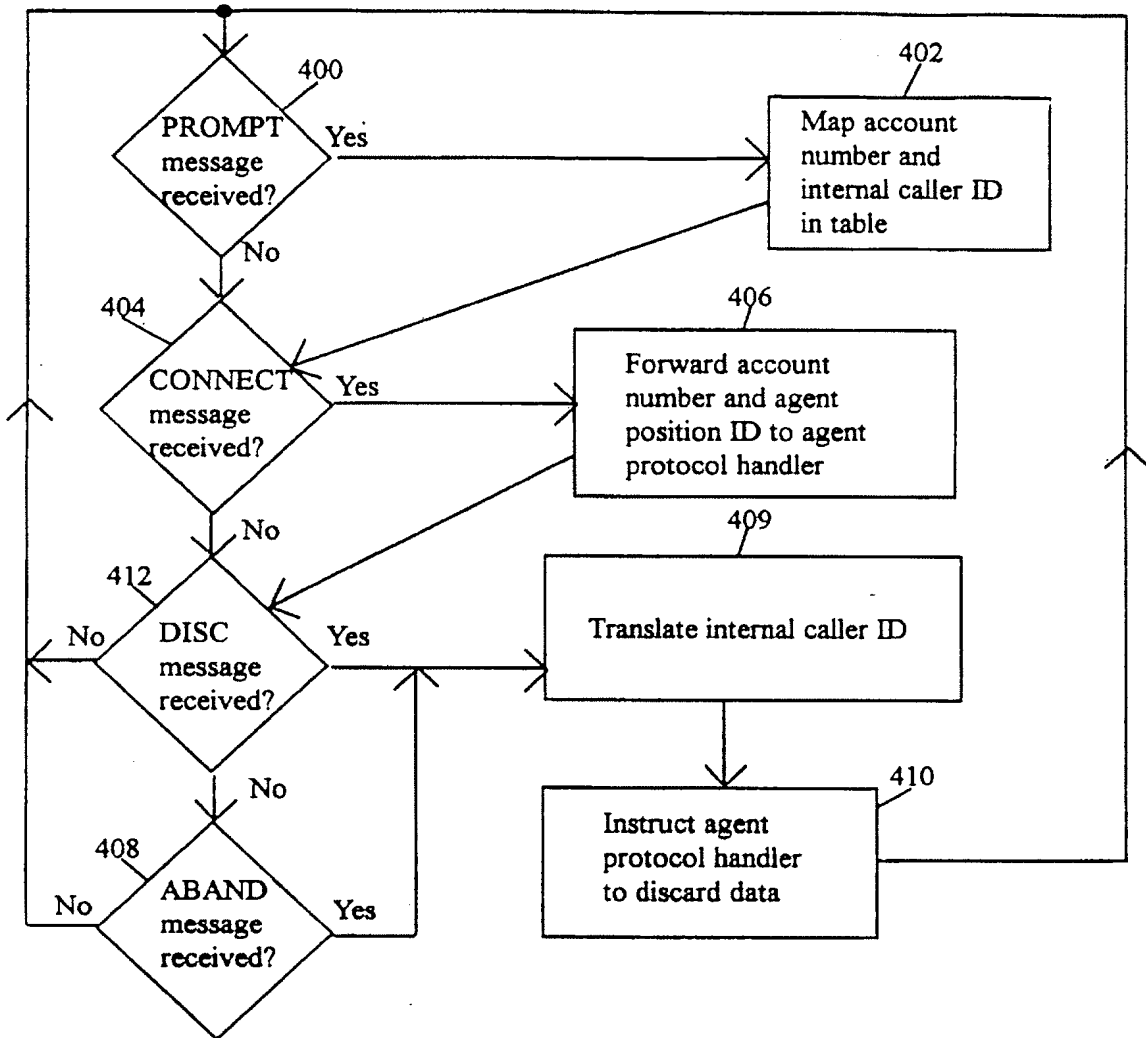 400
PROMPT
message
received?
Yes
No
402
Map account
number and
internal caller ID
in table
404
CONNECT
message
received?
Yes
No
406
Forward account
number and agent
position ID to agent
protocol handler
412
DISC
message
received?
No
Yes
No
409
Translate internal caller ID
410
Instruct agent
protocol handler
to discard data
408
ABAND
message
received?
No
Yes